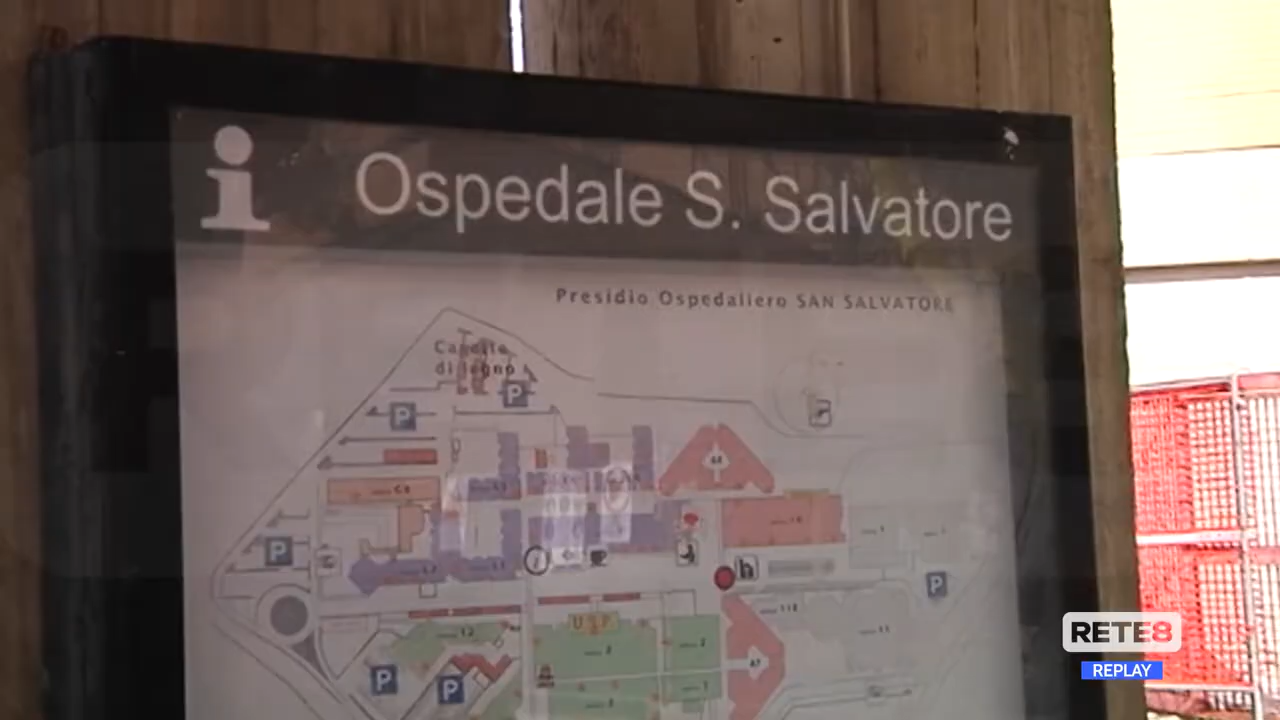 i Ospedale S. Salvatore
Presidio Ospedaliero SAN SALVATORE
Casette
di legno
P
P
P
i
h
P
U.S.P.
P
P
RETE8
REPLAY